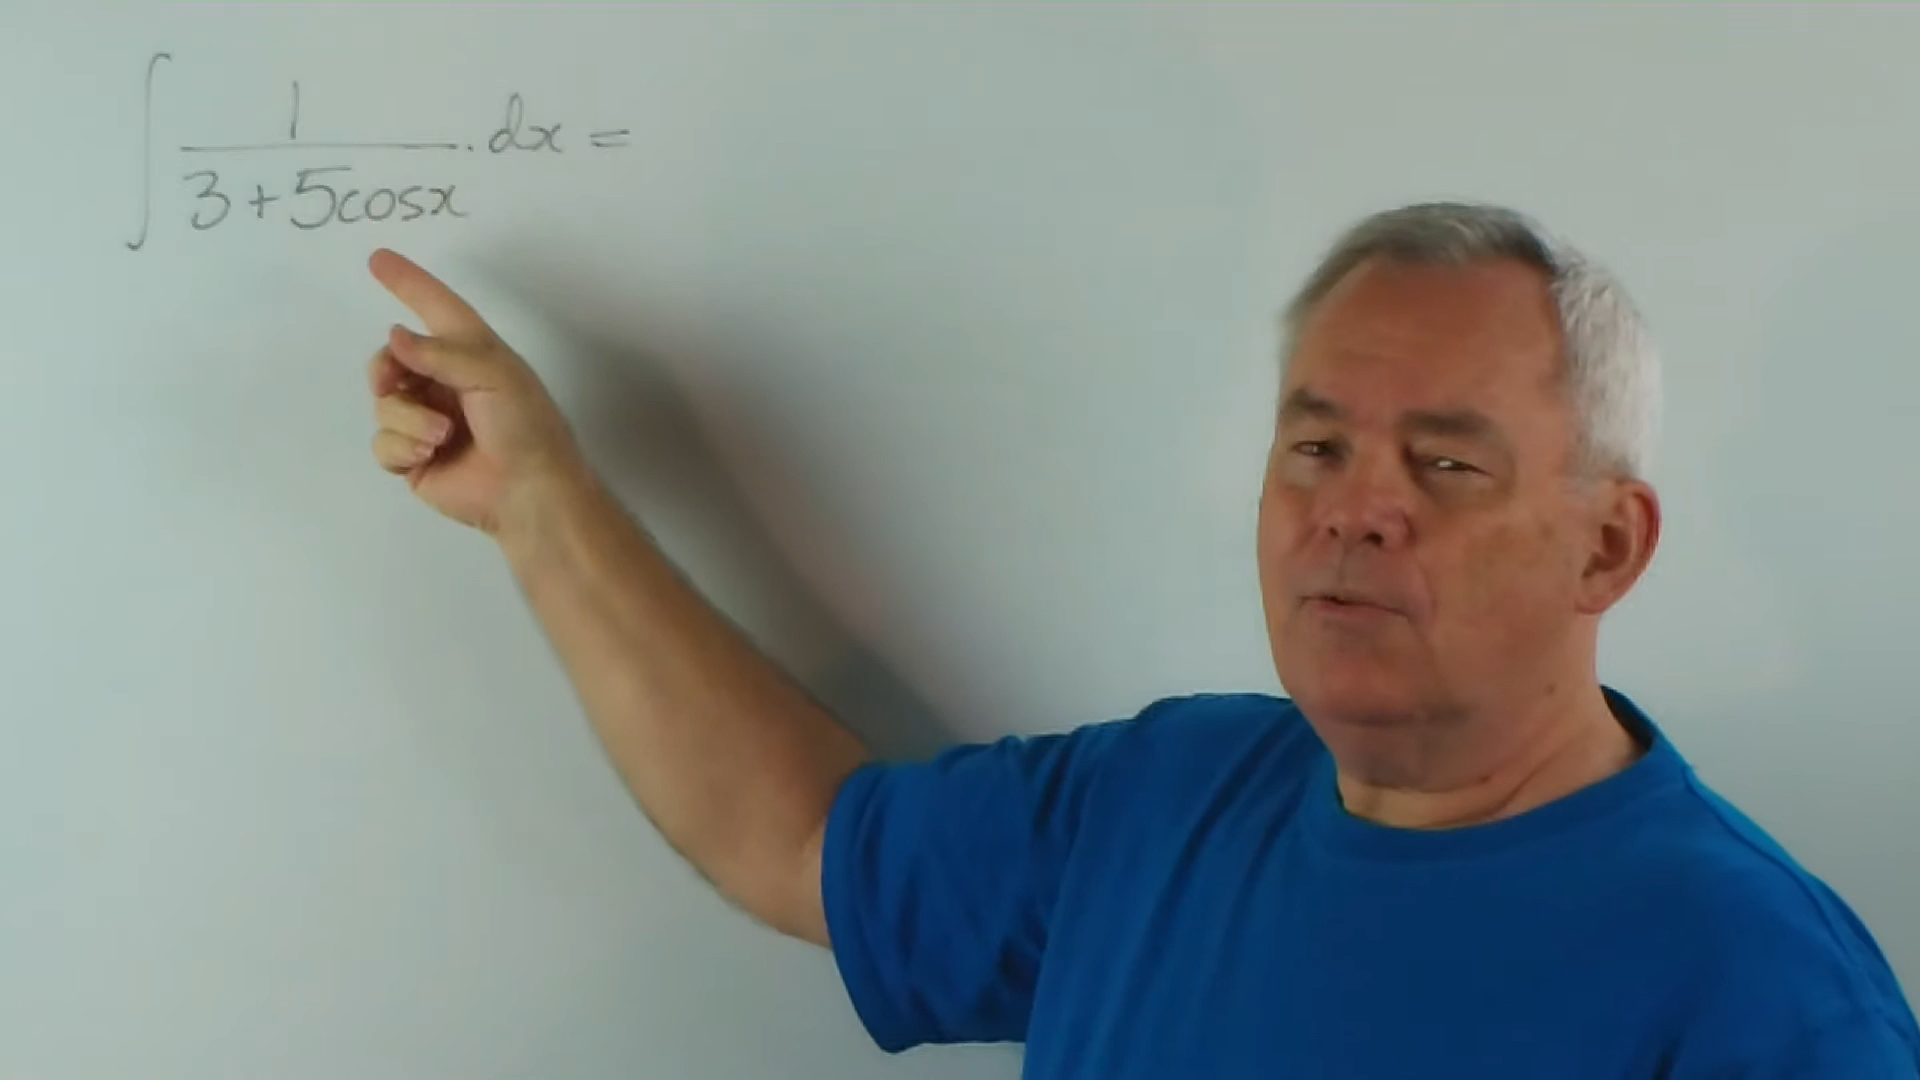 ∫ 1/(3+5cosx) . dx =